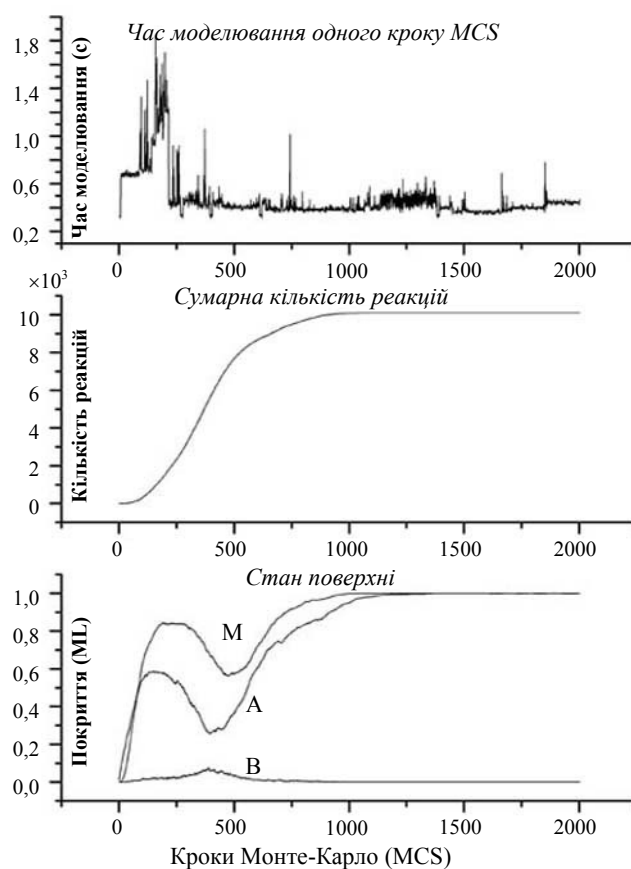 Час моделювання одного кроку MCS
Час моделювання (с)
1,8
1,4
1,0
0,6
0,2
0 500 1000 1500 2000
×10³
Сумарна кількість реакцій
Кількість реакцій
10
8
6
4
2
0
0 500 1000 1500 2000
Стан поверхні
Покриття (ML)
1,0
0,8
0,6
0,4
0,2
0,0
M
A
B
0 500 1000 1500 2000
Кроки Монте-Карло (MCS)